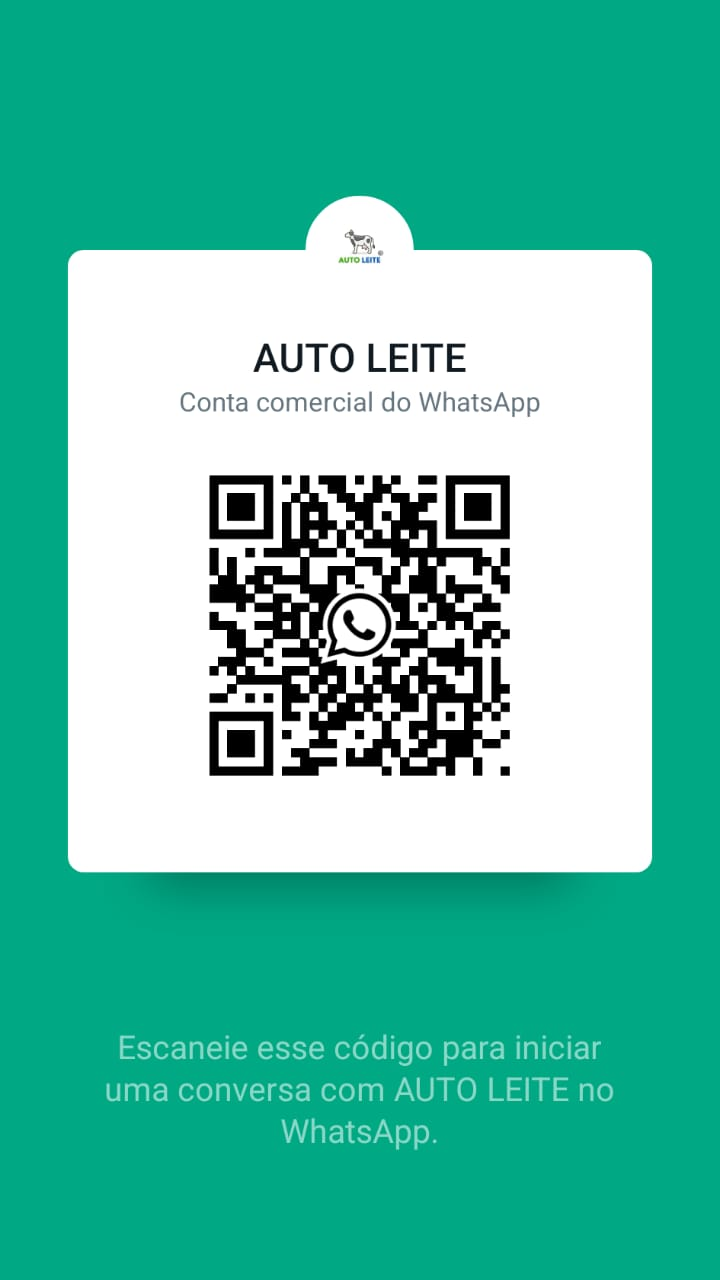 AUTO LEITE
AUTO LEITE
Conta comercial do WhatsApp
Escaneie esse código para iniciar
uma conversa com AUTO LEITE no
WhatsApp.